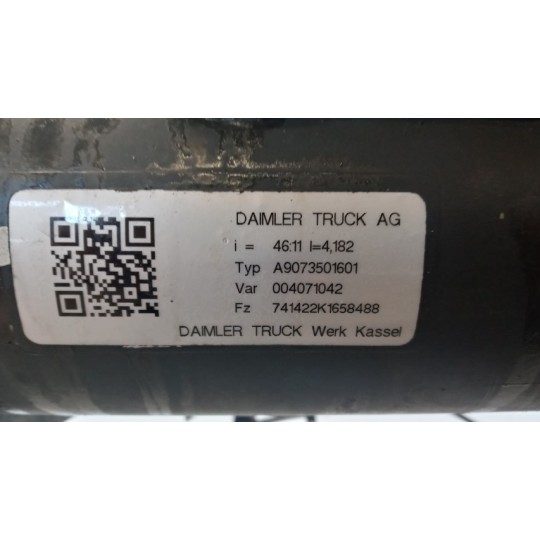 DAIMLER TRUCK AG
i = 46:11 I=4,182
Typ A9073501601
Var 004071042
Fz 741422K1658488
DAIMLER TRUCK Werk Kassel